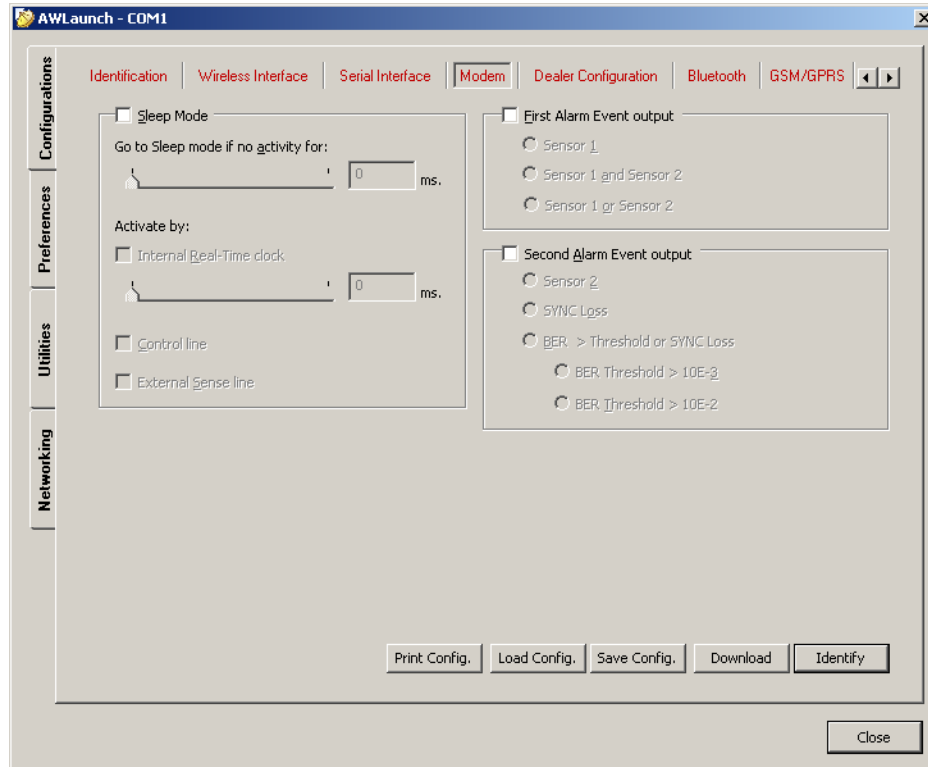 AWLaunch - COM1
Configurations
Preferences
Utilities
Networking
Identification
Wireless Interface
Serial Interface
Modem
Dealer Configuration
Bluetooth
GSM/GPRS
Sleep Mode
Go to Sleep mode if no activity for:
0 ms.
Activate by:
Internal Real-Time clock
0 ms.
Control line
External Sense line
First Alarm Event output
Sensor 1
Sensor 1 and Sensor 2
Sensor 1 or Sensor 2
Second Alarm Event output
Sensor 2
SYNC Loss
BER > Threshold or SYNC Loss
BER Threshold > 10E-3
BER Threshold > 10E-2
Print Config.
Load Config.
Save Config.
Download
Identify
Close